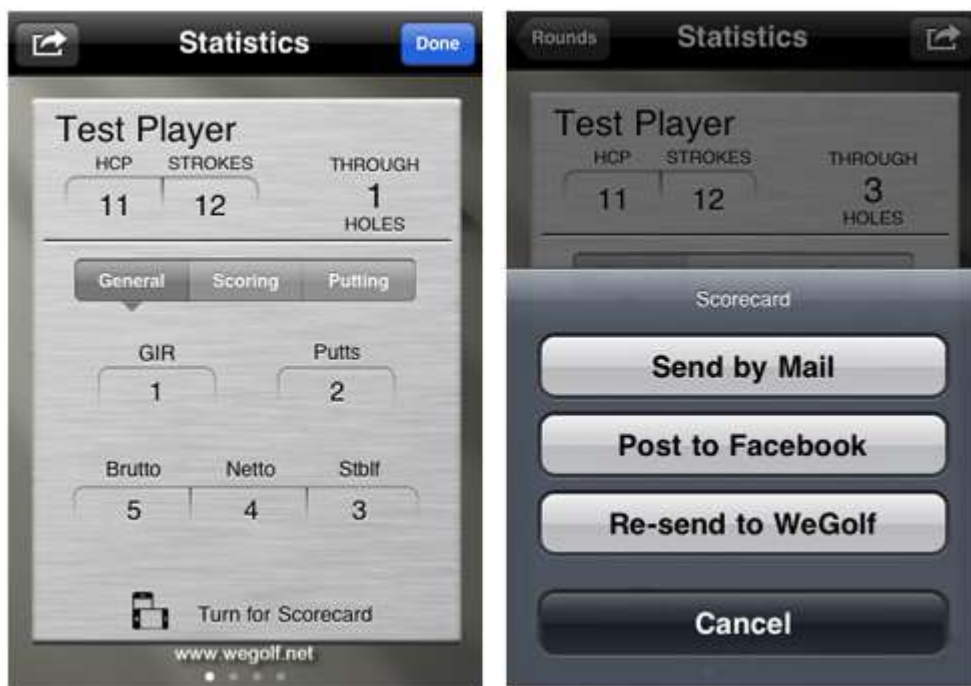 Statistics
Done
Test Player
HCP STROKES THROUGH
11 12 1
HOLES
General Scoring Putting
GIR Putts
1 2
Brutto Netto Stblf
5 4 3
Turn for Scorecard
www.wegolf.net
Rounds Statistics
Test Player
HCP STROKES THROUGH
11 12 3
HOLES
Scorecard
Send by Mail
Post to Facebook
Re-send to WeGolf
Cancel